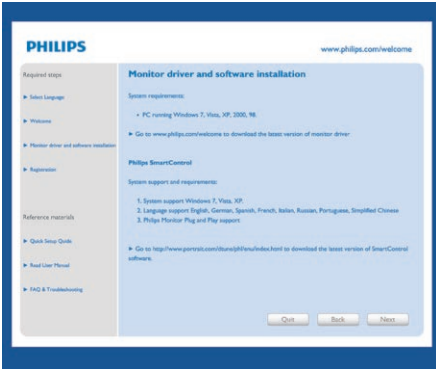 PHILIPS
www.philips.com/welcome
Required steps
Select Language
Welcome
Monitor driver and software installation
Registration
Reference materials
Quick Setup Guide
Read User Manual
FAQ & Troubleshooting
Monitor driver and software installation
System requirements:
• PC running Windows 7, Vista, XP, 2000, 98.
Go to www.philips.com/welcome to download the latest version of monitor driver
Philips SmartControl
System support and requirements:
1. System support Windows 7, Vista, XP.
2. Language support English, German, Spanish, French, Italian, Russian, Portuguese, Simplified Chinese
3. Philips Monitor Plug and Play support
Go to http://www.portrait.com/dtune/phl/enu/index.html to download the latest version of SmartControl
software.
Quit
Back
Next